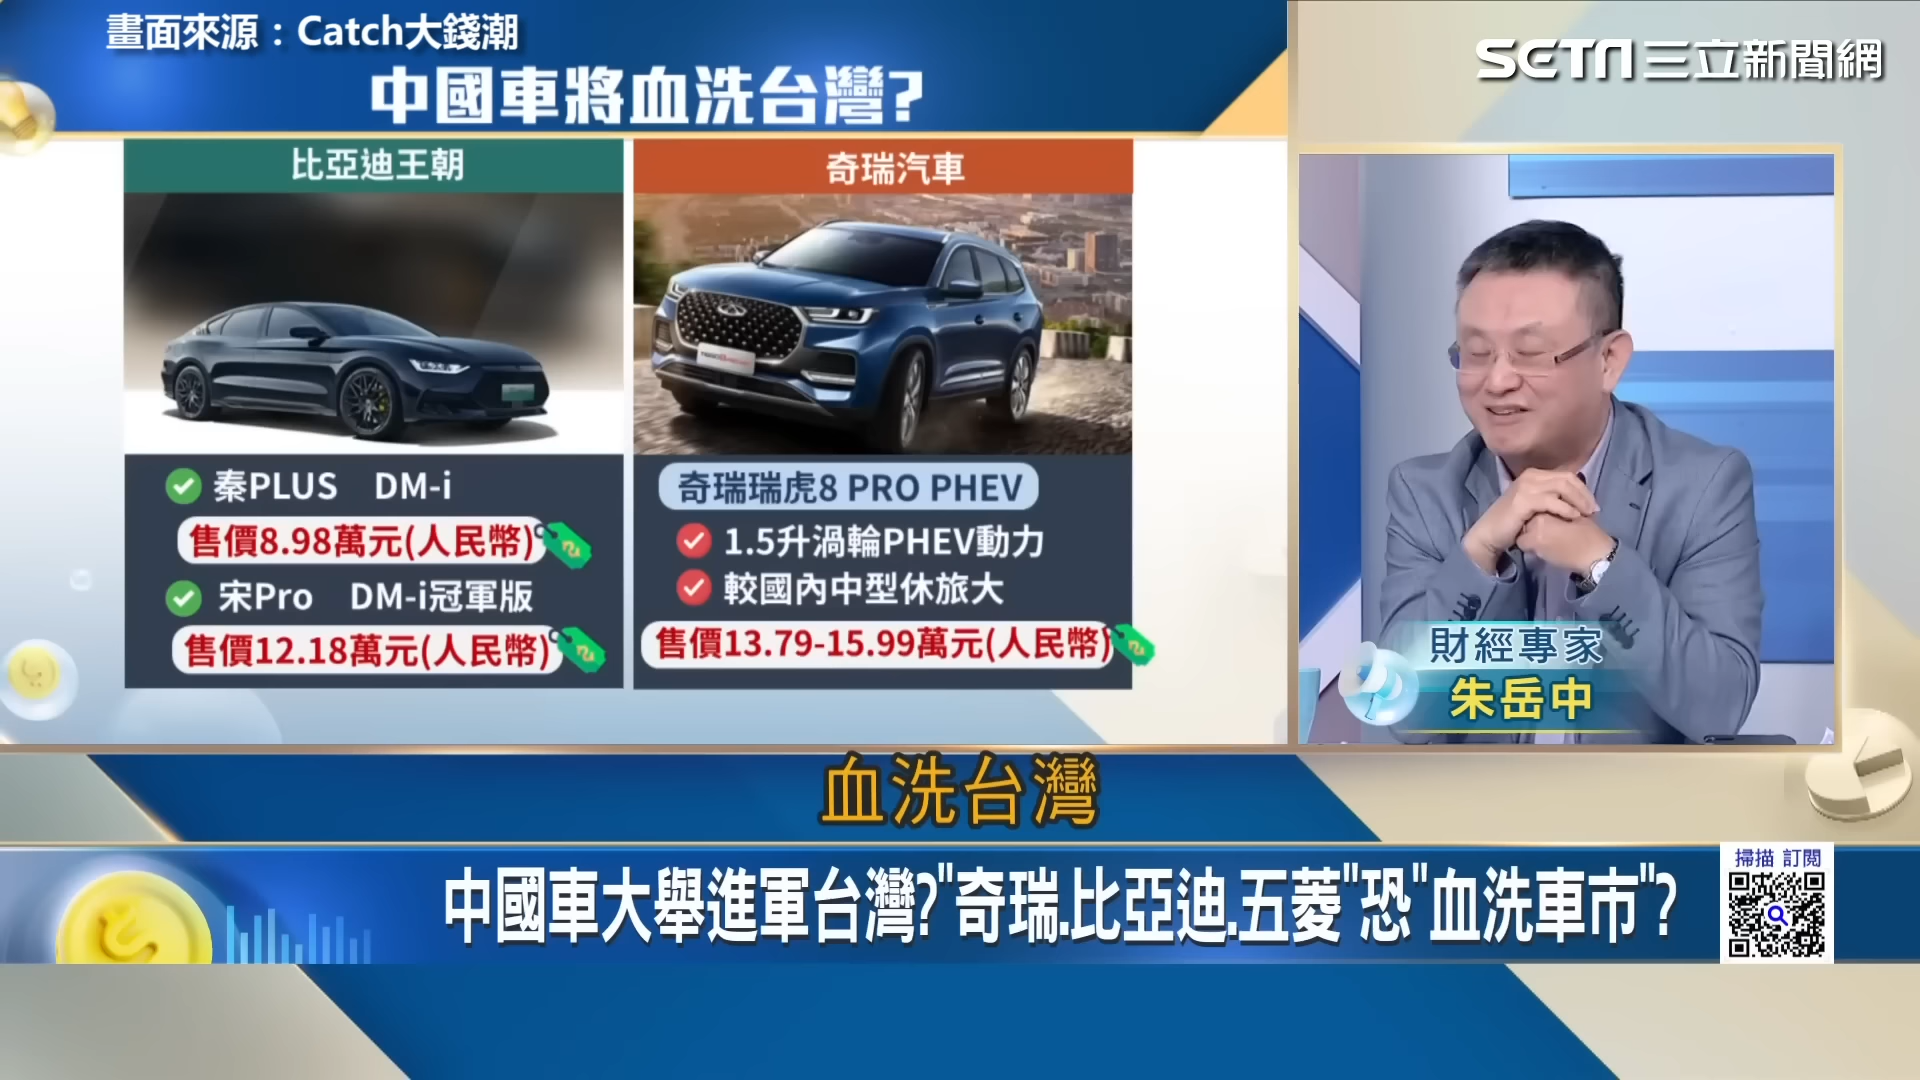 畫面來源：Catch大錢潮
中國車將血洗台灣?
SETN三立新聞網
比亞迪王朝
秦PLUS DM-i
售價8.98萬元(人民幣)
宋Pro DM-i冠軍版
售價12.18萬元(人民幣)
奇瑞汽車
奇瑞瑞虎8 PRO PHEV
1.5升渦輪PHEV動力
較國內中型休旅大
售價13.79-15.99萬元(人民幣)
財經專家
朱岳中
血洗台灣
中國車大舉進軍台灣?"奇瑞.比亞迪.五菱"恐"血洗車市"?
掃描 訂閱